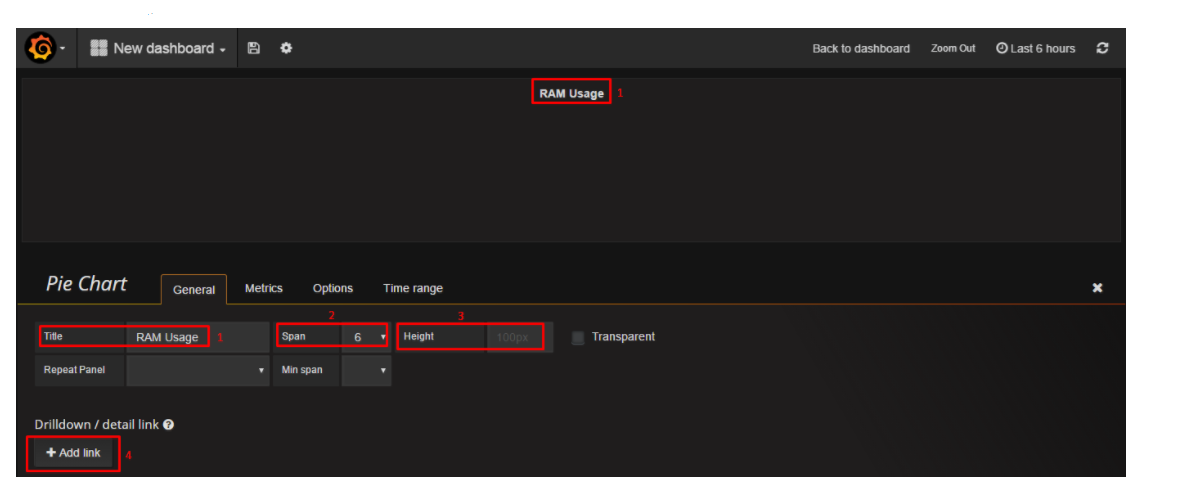 New dashboard Back to dashboard Zoom Out Last 6 hours
RAM Usage 1
Pie Chart General Metrics Options Time range
2 3
Title RAM Usage 1 Span 6 Height 100px Transparent
Repeat Panel Min span
Drilldown / detail link
+ Add link 4